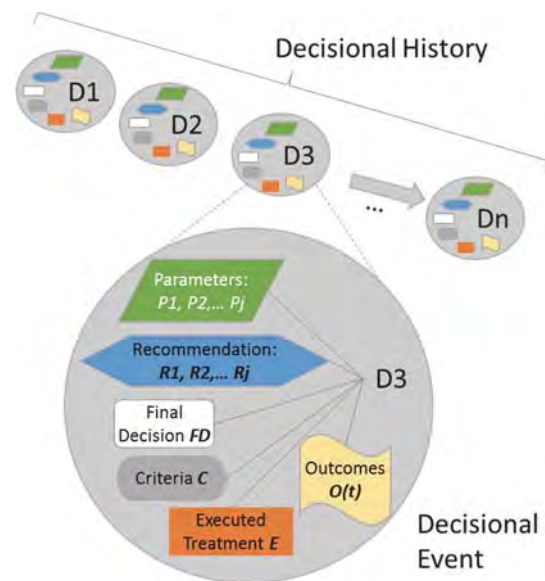 Decisional History
D1
D2
D3
...
Dn
Parameters:
P1, P2,... Pj
Recommendation:
R1, R2,... Rj
D3
Final
Decision FD
Criteria C
Outcomes
O(t)
Executed
Treatment E
Decisional
Event